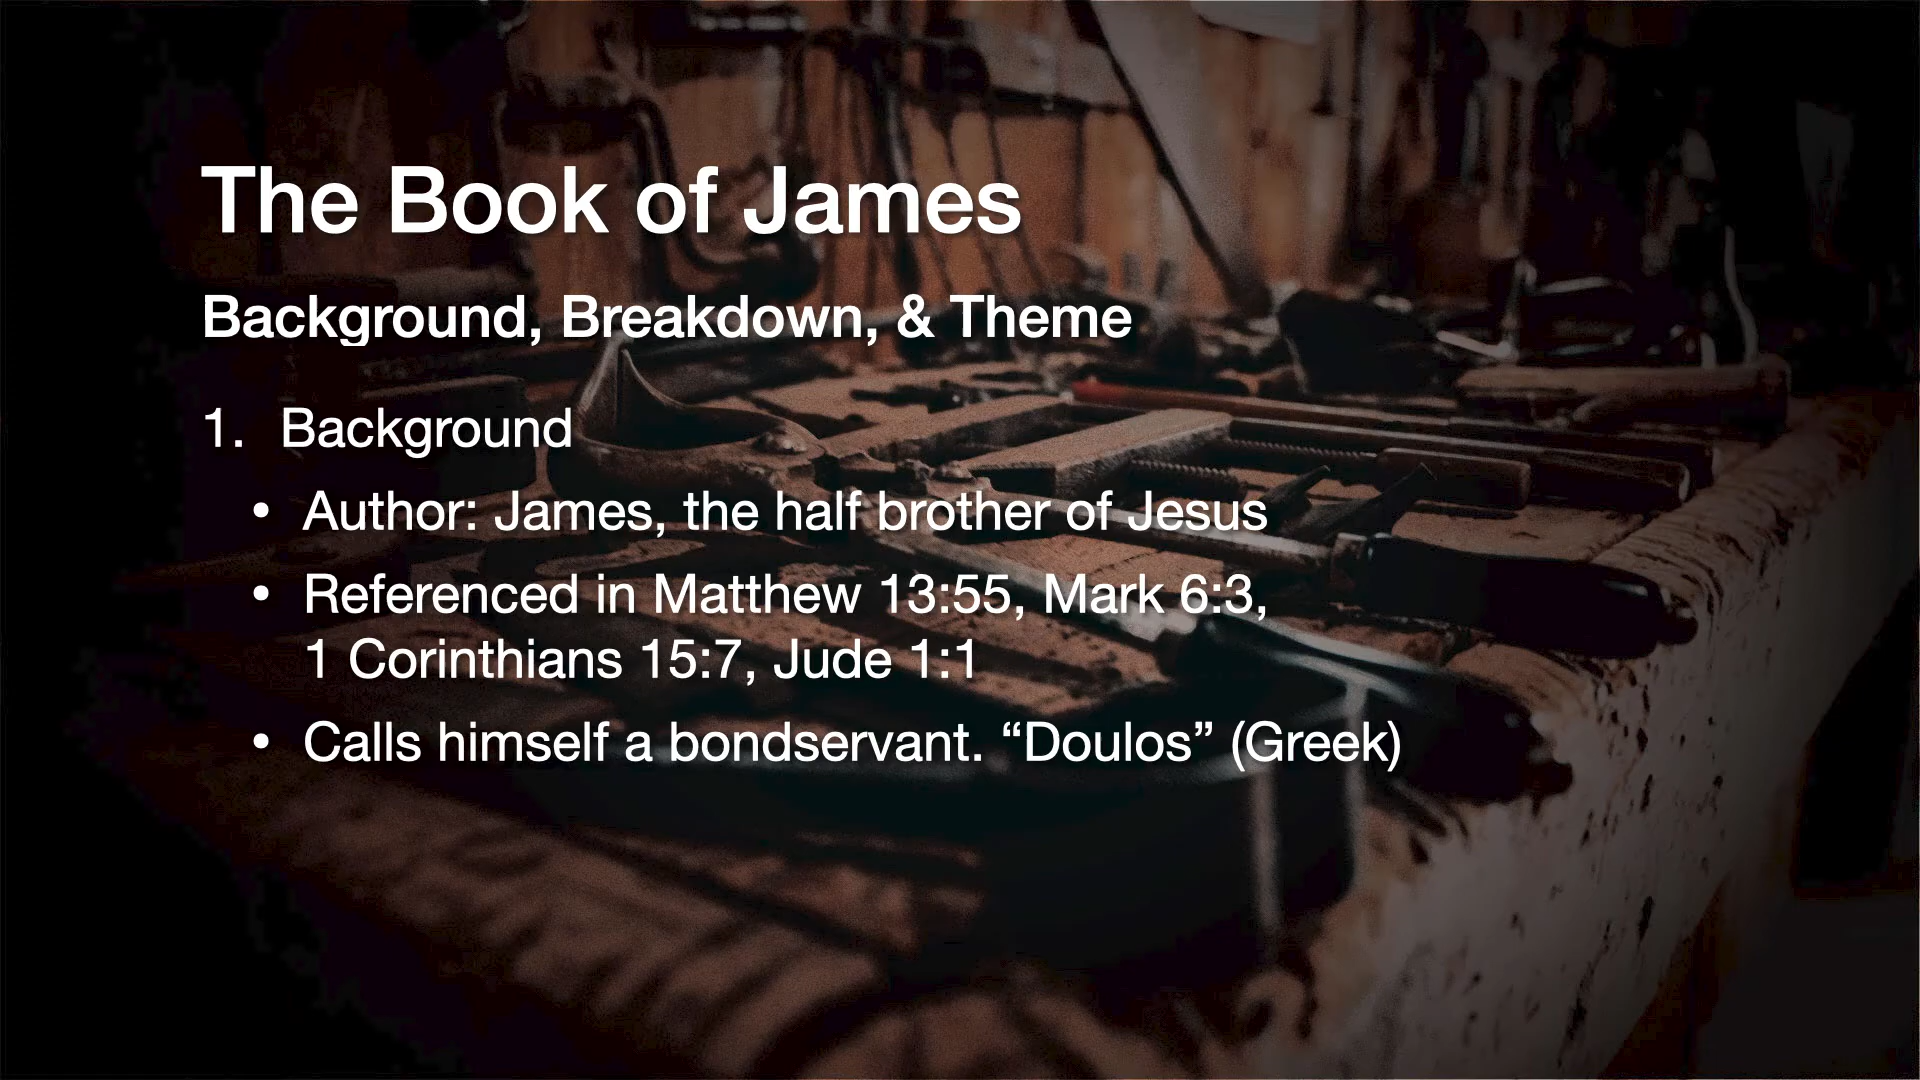 The Book of James
Background, Breakdown, & Theme
1. Background
• Author: James, the half brother of Jesus
• Referenced in Matthew 13:55, Mark 6:3,
1 Corinthians 15:7, Jude 1:1
• Calls himself a bondservant. “Doulos” (Greek)